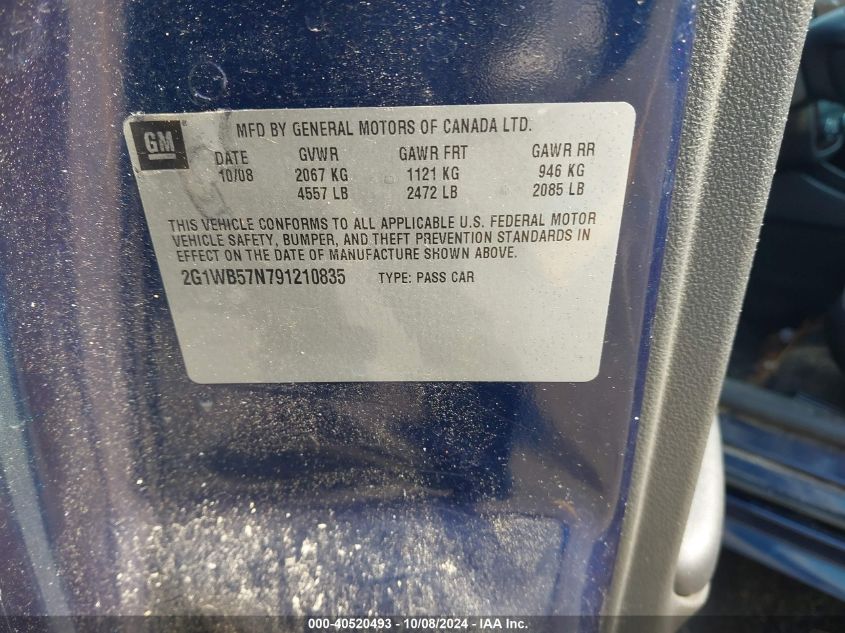 GM
MFD BY GENERAL MOTORS OF CANADA LTD.
DATE GVWR GAWR FRT GAWR RR
10/08 2067 KG 1121 KG 946 KG
4557 LB 2472 LB 2085 LB
THIS VEHICLE CONFORMS TO ALL APPLICABLE U.S. FEDERAL MOTOR
VEHICLE SAFETY, BUMPER, AND THEFT PREVENTION STANDARDS IN
EFFECT ON THE DATE OF MANUFACTURE SHOWN ABOVE.
2G1WB57N791210835 TYPE: PASS CAR
000-40520493 - 10/08/2024 - IAA Inc.